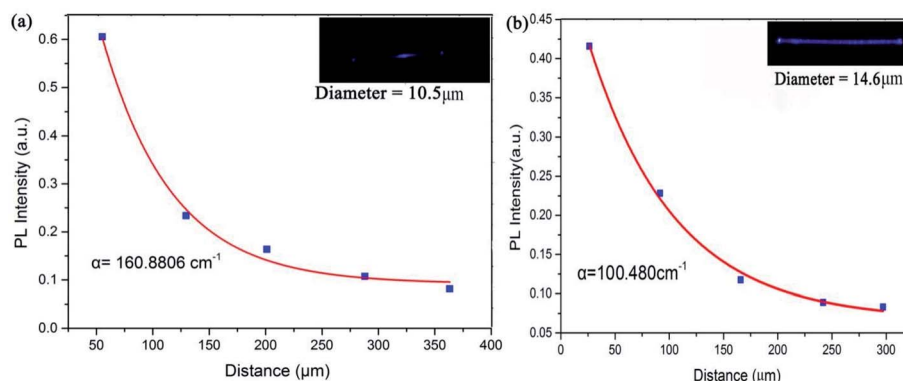 (a)
Diameter = 10.5μm
PL Intensity (a.u.)
0.6
0.5
0.4
0.3
0.2
0.1
0.0
α= 160.8806 cm⁻¹
50 100 150 200 250 300 350 400
Distance (μm)
(b)
Diameter = 14.6μm
PL Intensity(a.u.)
0.45
0.40
0.35
0.30
0.25
0.20
0.15
0.10
0.05
α=100.480cm⁻¹
0 50 100 150 200 250 300
Distance (μm)